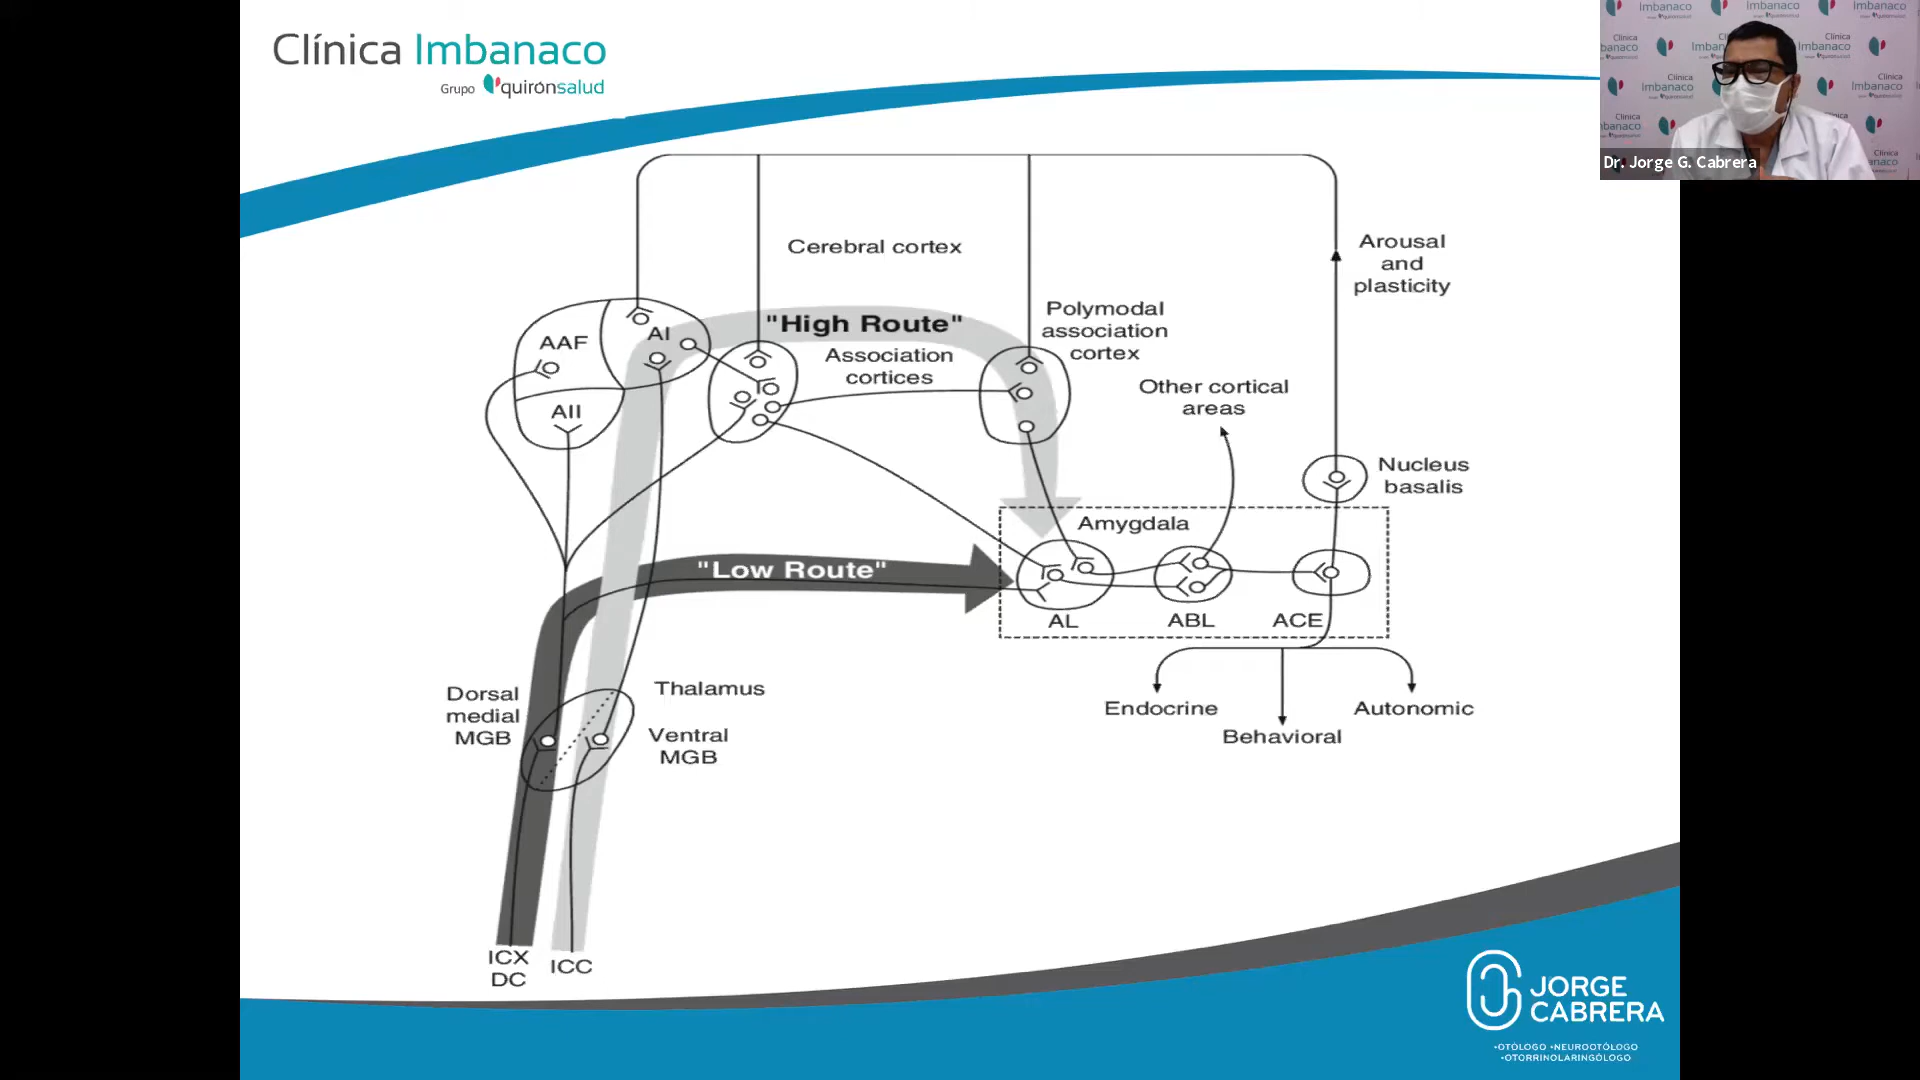 Clínica Imbanaco
Grupo quirónsalud
Clínica
Imbanaco
Dr. Jorge G. Cabrera
Cerebral cortex
Arousal
and
plasticity
"High Route"
Polymodal
association
cortex
AAF
AI
AII
Association
cortices
Other cortical
areas
Nucleus
basalis
Amygdala
"Low Route"
AL
ABL
ACE
Dorsal
medial
MGB
Thalamus
Ventral
MGB
Endocrine
Behavioral
Autonomic
ICX
DC
ICC
JORGE
CABRERA
•OTÓLOGO •NEUROOTÓLOGO
•OTORRINOLARINGÓLOGO